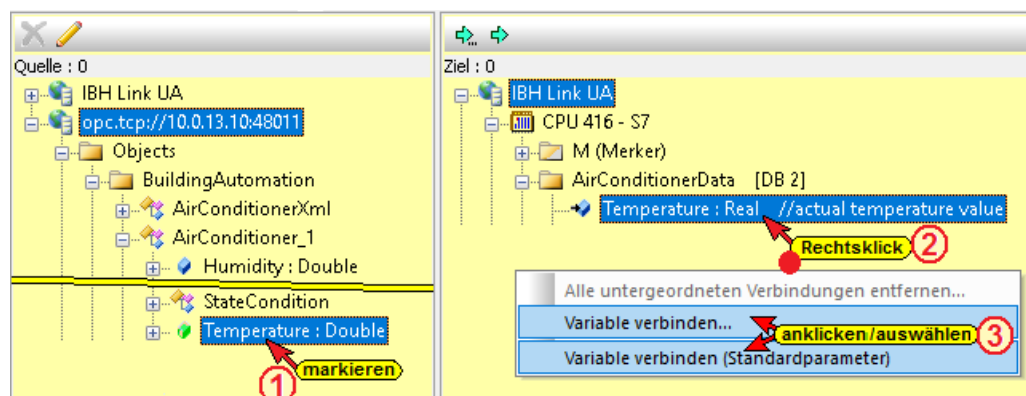 Quelle : 0
IBH Link UA
opc.tcp://10.0.13.10:48011
Objects
BuildingAutomation
AirConditionerXml
AirConditioner_1
Humidity : Double
StateCondition
Temperature : Double
markieren
1
Ziel : 0
IBH Link UA
CPU 416 - S7
M (Merker)
AirConditionerData [DB 2]
Temperature : Real //actual temperature value
Rechtsklick
2
Alle untergeordneten Verbindungen entfernen...
Variable verbinden...
anklicken/auswählen
3
Variable verbinden (Standardparameter)